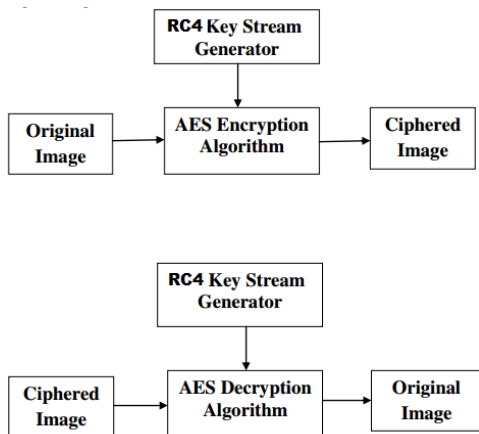 RC4 Key Stream
Generator
Original
Image
AES Encryption
Algorithm
Ciphered
Image
RC4 Key Stream
Generator
Ciphered
Image
AES Decryption
Algorithm
Original
Image